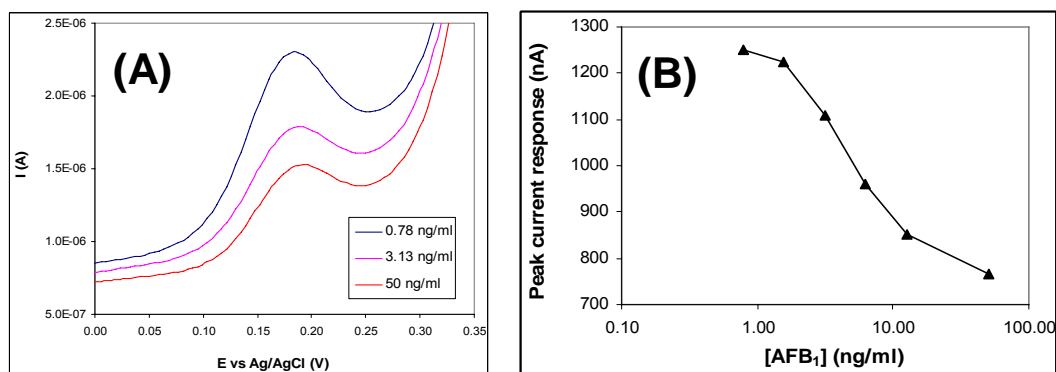 (A)
I (A)
2.5E-06
2.0E-06
1.5E-06
1.0E-06
5.0E-07
0.78 ng/ml
3.13 ng/ml
50 ng/ml
0.00 0.05 0.10 0.15 0.20 0.25 0.30 0.35
E vs Ag/AgCl (V)
(B)
Peak current response (nA)
1300
1200
1100
1000
900
800
700
0.10 1.00 10.00 100.00
[AFB₁] (ng/ml)